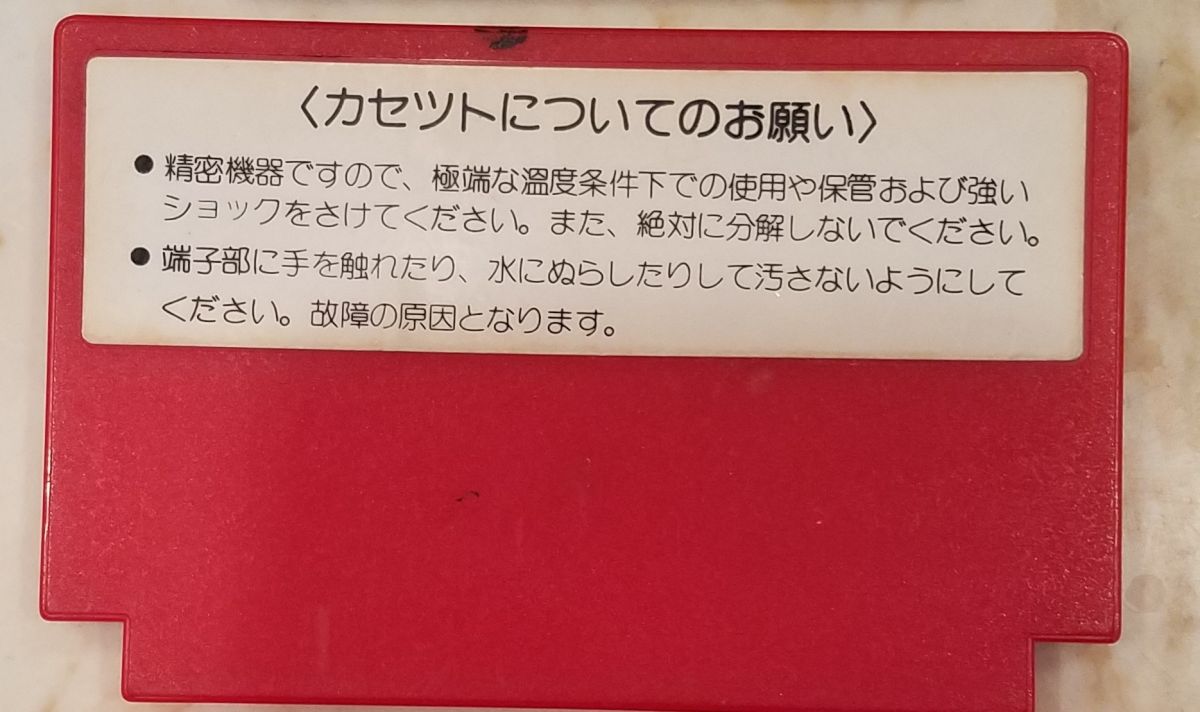 〈カセツトについてのお願い〉
●精密機器ですので、極端な温度条件下での使用や保管および強い
ショックをさけてください。また、絶対に分解しないでください。
●端子部に手を触れたり、水にぬらしたりして汚さないようにして
ください。故障の原因となります。